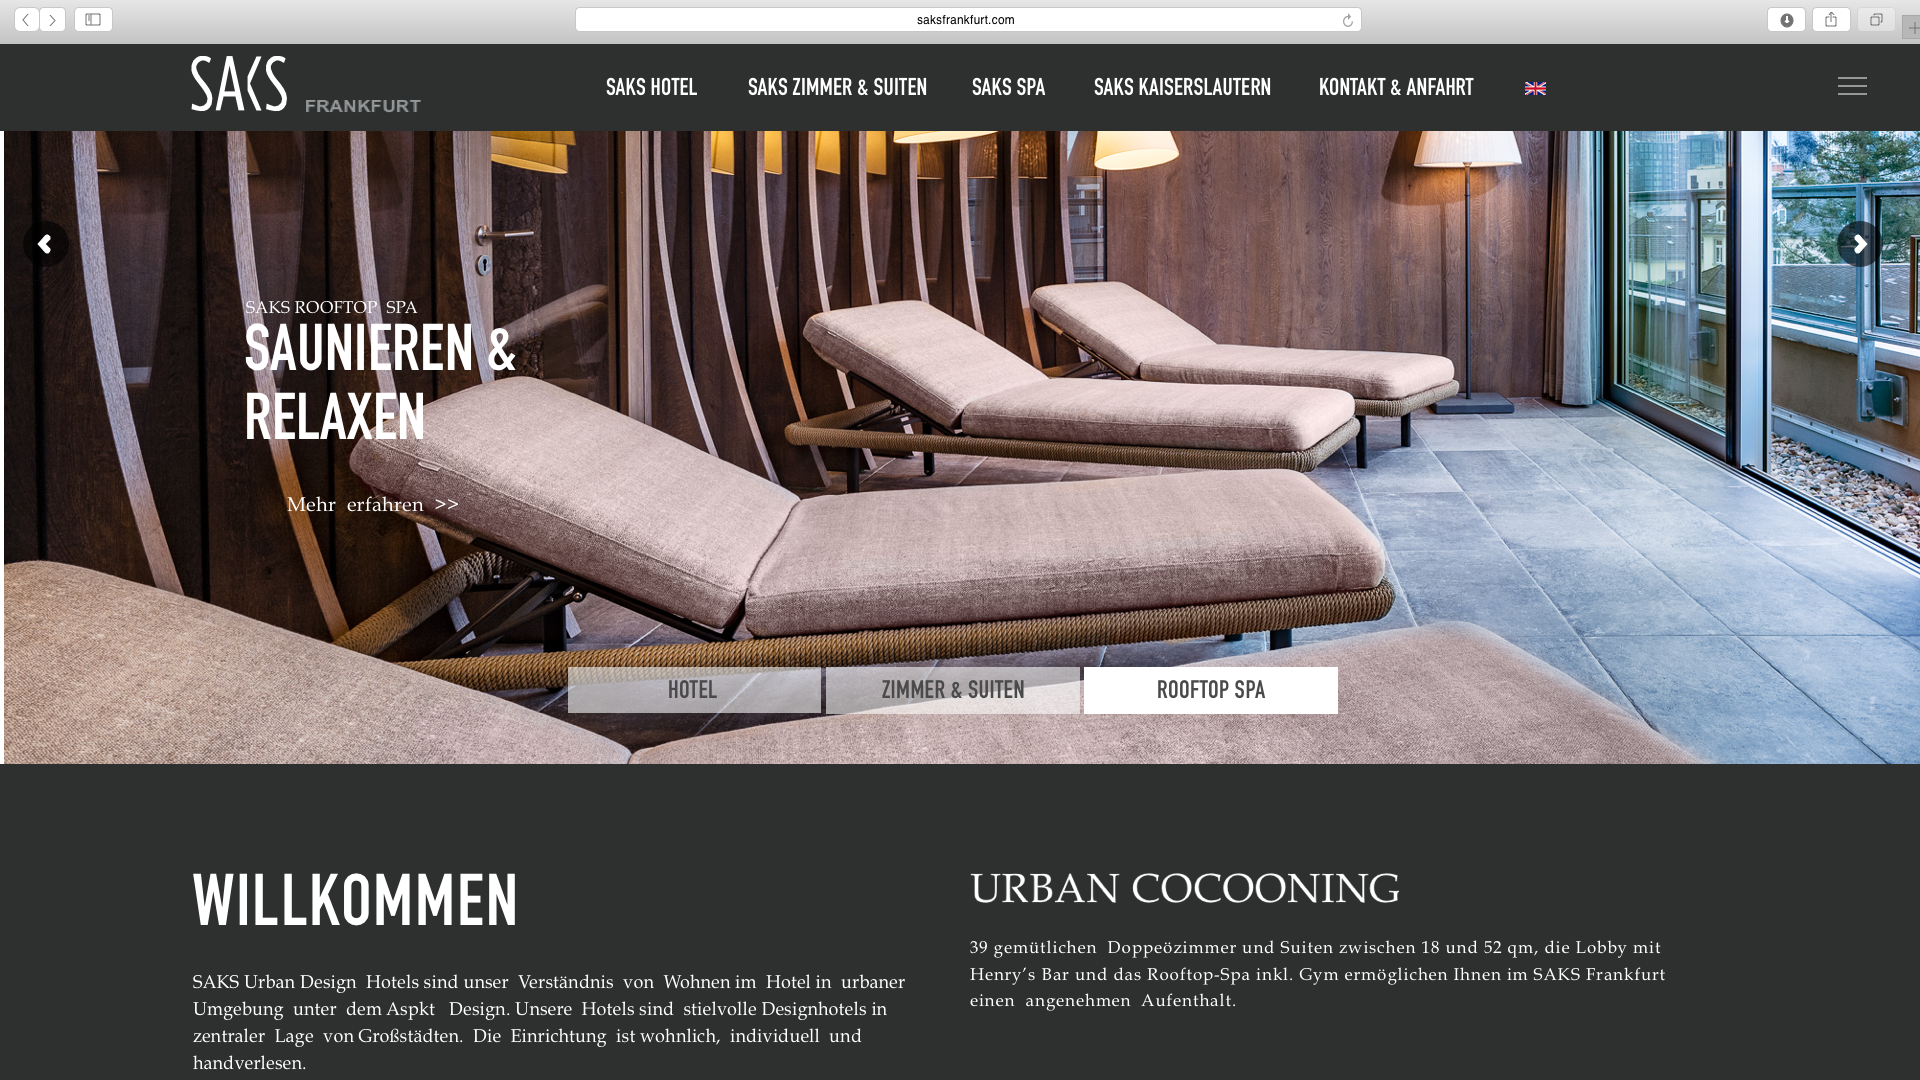 saksfrankfurt.com
SAKS FRANKFURT
SAKS HOTEL SAKS ZIMMER & SUITEN SAKS SPA SAKS KAISERSLAUTERN KONTAKT & ANFAHRT
SAKS ROOFTOP SPA
SAUNIEREN &
RELAXEN
Mehr erfahren >>
HOTEL ZIMMER & SUITEN ROOFTOP SPA
WILLKOMMEN
SAKS Urban Design Hotels sind unser Verständnis von Wohnen im Hotel in urbaner
Umgebung unter dem Aspkt Design. Unsere Hotels sind stielvolle Designhotels in
zentraler Lage von Großstädten. Die Einrichtung ist wohnlich, individuell und
handverlesen.
URBAN COCOONING
39 gemütlichen Doppeözimmer und Suiten zwischen 18 und 52 qm, die Lobby mit
Henry’s Bar und das Rooftop-Spa inkl. Gym ermöglichen Ihnen im SAKS Frankfurt
einen angenehmen Aufenthalt.